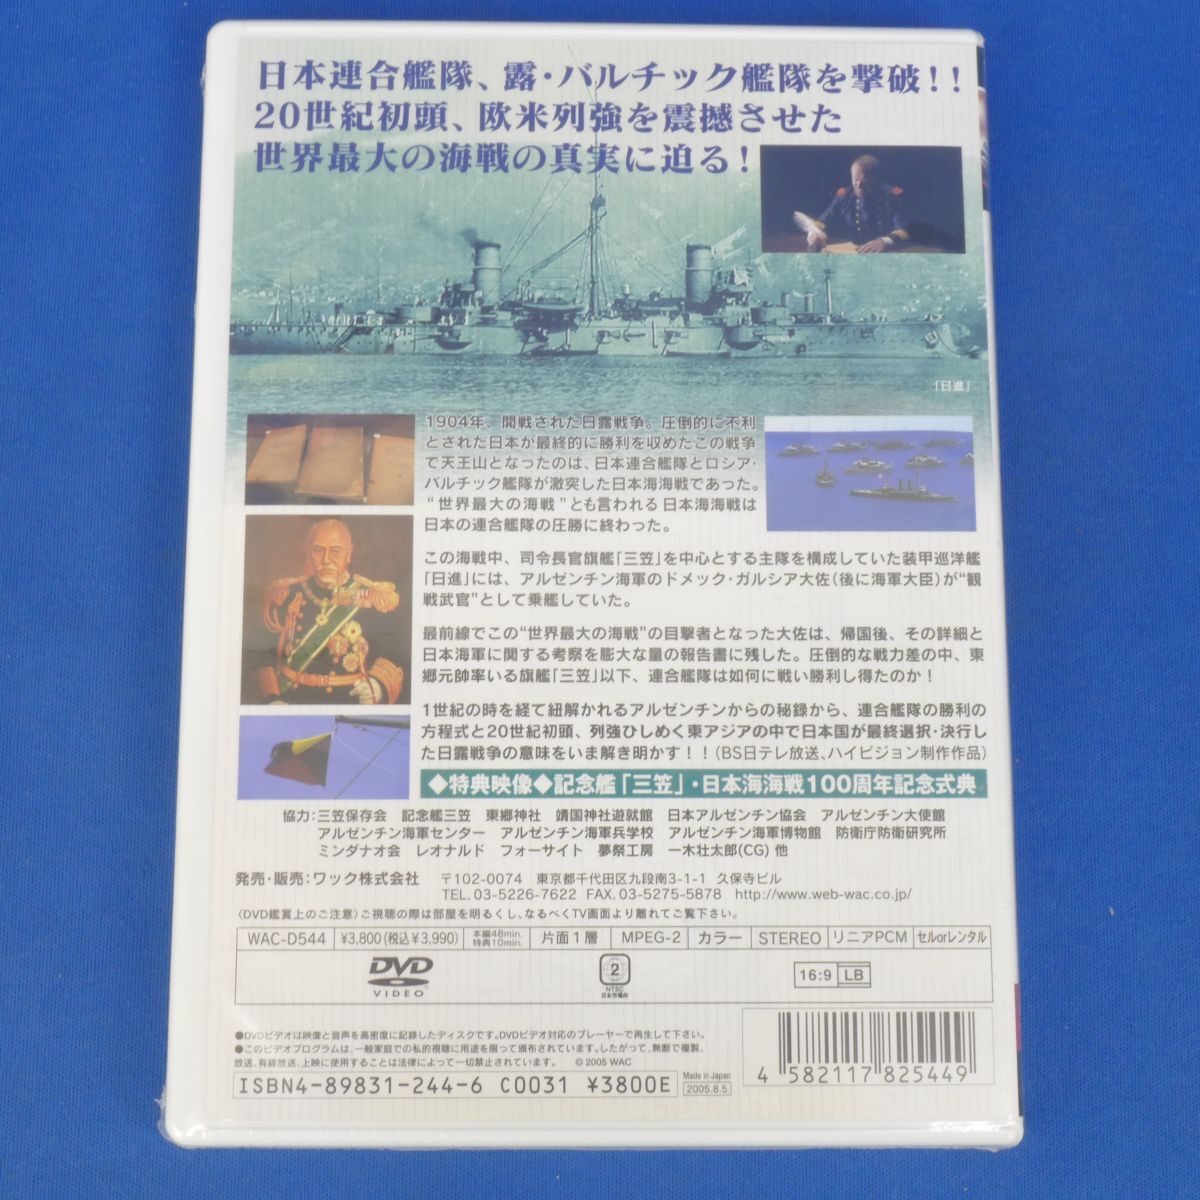 日本連合艦隊、露・バルチック艦隊を撃破!!
20世紀初頭、欧米列強を震撼させた
世界最大の海戦の真実に迫る!
「日進」
1904年、開戦された日露戦争。圧倒的に不利
とされた日本が最終的に勝利を収めたこの戦争
で天王山となったのは、日本連合艦隊とロシア・
バルチック艦隊が激突した日本海海戦であった。
“世界最大の海戦”とも言われる日本海海戦は
日本の連合艦隊の圧勝に終わった。
この海戦中、司令長官旗艦「三笠」を中心とする主隊を構成していた装甲巡洋艦
「日進」には、アルゼンチン海軍のドメック・ガルシア大佐(後に海軍大臣)が“観
戦武官”として乗艦していた。
最前線でこの“世界最大の海戦”の目撃者となった大佐は、帰国後、その詳細と
日本海軍に関する考察を膨大な量の報告書に残した。圧倒的な戦力差の中、東
郷元帥率いる旗艦「三笠」以下、連合艦隊は如何に戦い勝利し得たのか!
1世紀の時を経て紐解かれるアルゼンチンからの秘録から、連合艦隊の勝利の
方程式と20世紀初頭、列強ひしめく東アジアの中で日本国が最終選択・決行し
た日露戦争の意味をいま解き明かす!!(BS日テレ放送、ハイビジョン制作作品)
◆特典映像◆記念艦「三笠」・日本海海戦100周年記念式典
協力:三笠保存会 記念艦三笠 東郷神社 靖国神社遊就館 日本アルゼンチン協会 アルゼンチン大使館
アルゼンチン海軍センター アルゼンチン海軍兵学校 アルゼンチン海軍博物館 防衛庁防衛研究所
ミンダナオ会 レオナルド フォーサイト 夢祭工房 一木壮太郎(CG) 他
発売・販売:ワック株式会社 〒102-0074 東京都千代田区九段南3-1-1 久保寺ビル
TEL. 03-5226-7622 FAX. 03-5275-5878 http://www.web-wac.co.jp/
〈DVD鑑賞上のご注意〉ご視聴の際は部屋を明るくし、なるべくTV画面より離れてご覧下さい。
WAC-D544 ¥3,800(税込¥3,990) 本編48min. 特典10min. 片面1層 MPEG-2 カラー STEREO リニアPCM セルorレンタル
DVD VIDEO
2
NTSC
日本市場向
16:9 LB
●DVDビデオは映像と音声を高密度に記録したディスクです。DVDビデオ対応のプレーヤーで再生して下さい。
●このビデオプログラムは、一般家庭での私的視聴に用途を限って頒布されています。したがって、無断で複製、
放送、有線放送、上映に使用することは法律によって一切禁止されています。 © 2005 WAC
ISBN4-89831-244-6 C0031 ¥3800E
Made in Japan
2005.8.5
4 582117 825449